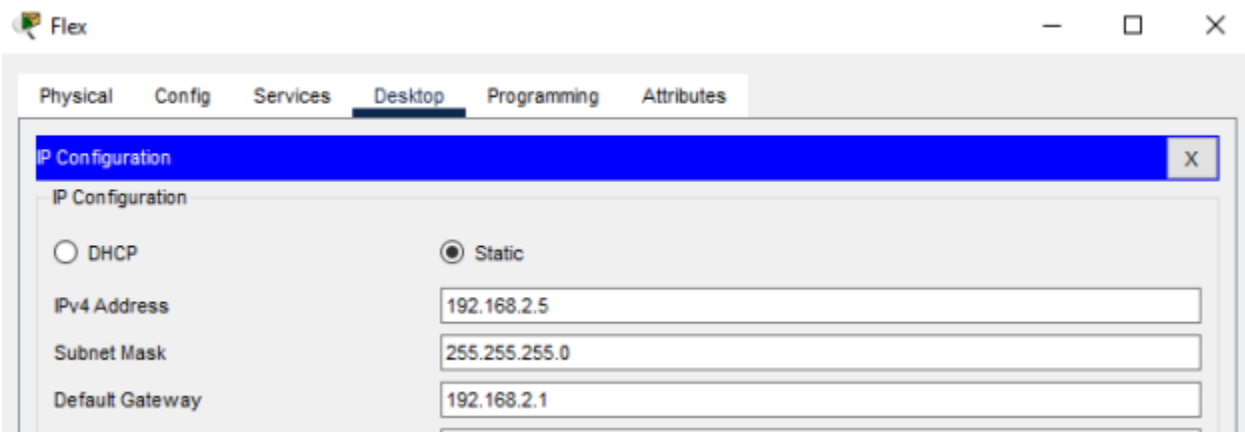 Flex
Physical Config Services Desktop Programming Attributes
IP Configuration X
IP Configuration
DHCP Static
IPv4 Address 192.168.2.5
Subnet Mask 255.255.255.0
Default Gateway 192.168.2.1